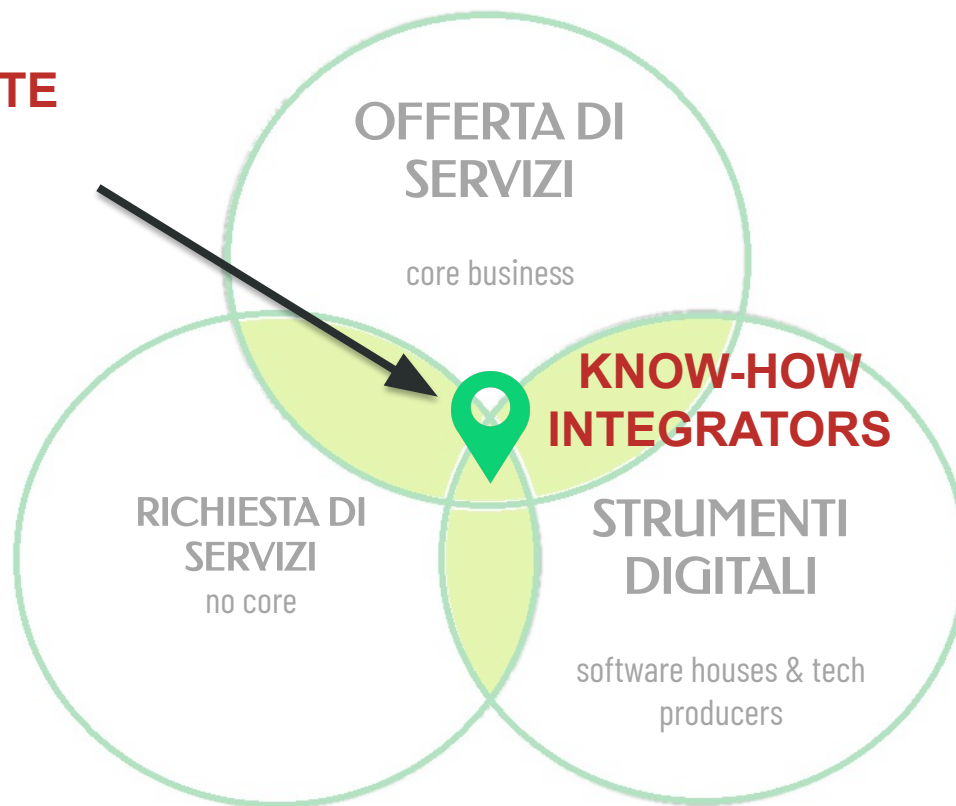 TE
OFFERTA DI
SERVIZI
core business
KNOW-HOW
INTEGRATORS
RICHIESTA DI
SERVIZI
no core
STRUMENTI
DIGITALI
software houses & tech
producers